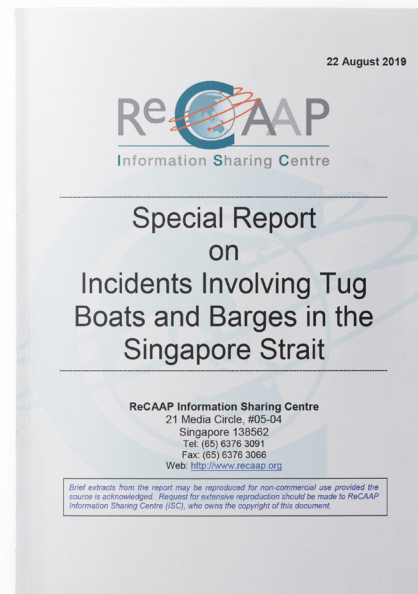 22 August 2019
ReCAAP
Information Sharing Centre
Special Report
on
Incidents Involving Tug
Boats and Barges in the
Singapore Strait
ReCAAP Information Sharing Centre
21 Media Circle, #05-04
Singapore 138562
Tel: (65) 6376 3091
Fax: (65) 6376 3066
Web: http://www.recaap.org
Brief extracts from the report may be reproduced for non-commercial use provided the
source is acknowledged. Request for extensive reproduction should be made to ReCAAP
Information Sharing Centre (ISC), who owns the copyright of this document.